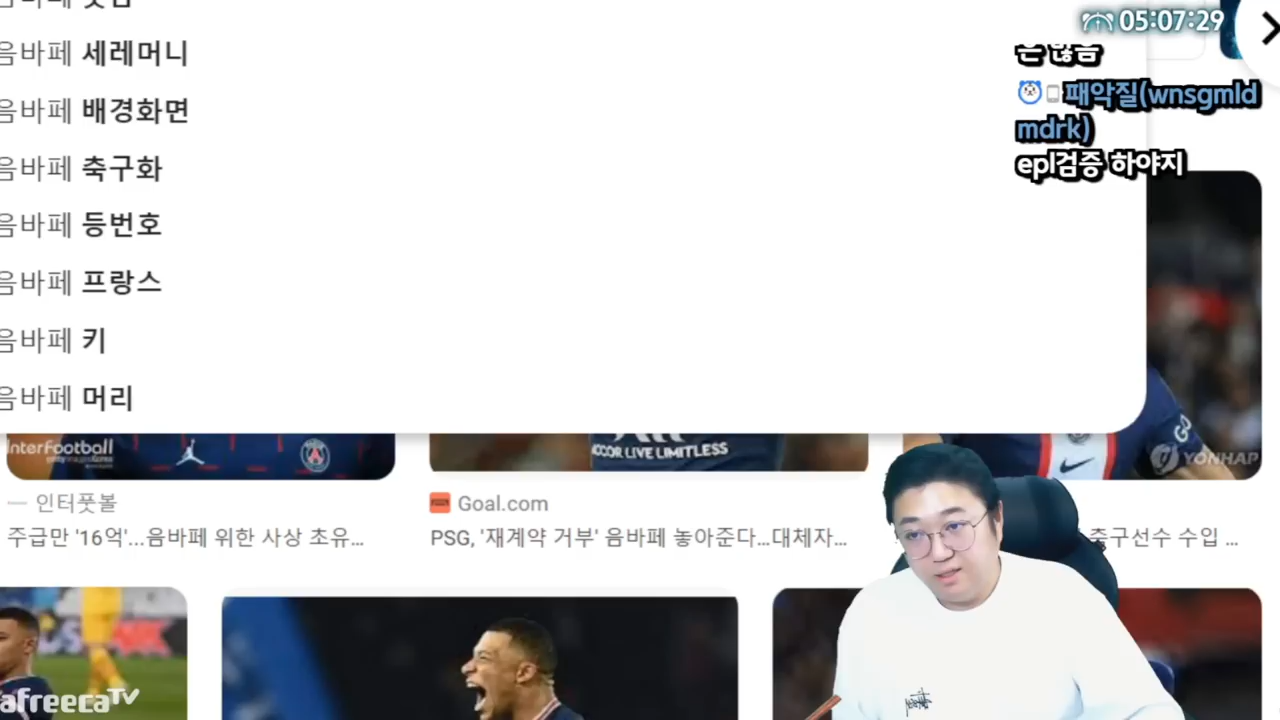 05:07:29
음바페 세레머니
은 많음
음바페 배경화면
패악질(wnsgmld
mdrk)
음바페 축구화
epl검증 하야지
음바페 등번호
음바페 프랑스
음바페 키
음바페 머리
InterFootball
ACCOR LIVE LIMITLESS
YONHAP
인터풋볼
Goal.com
주급만 '16억'...음바페 위한 사상 초유...
PSG, '재계약 거부' 음바페 놓아준다...대체자...
축구선수 수입 ...
afreecaTV